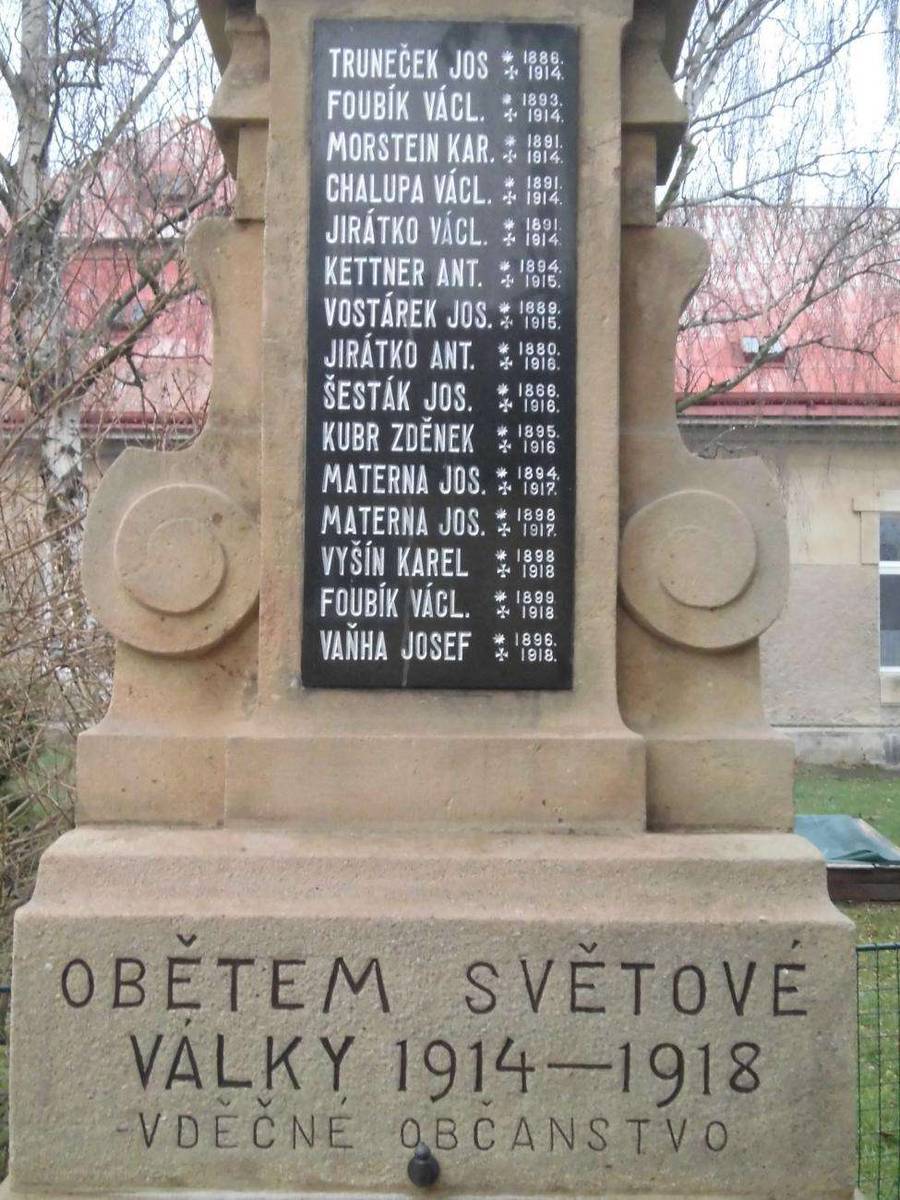 TRUNEČEK JOS * 1886.
✠ 1914.
FOUBÍK VÁCL. * 1893.
✠ 1914.
MORSTEIN KAR. * 1891.
✠ 1914.
CHALUPA VÁCL. * 1891.
✠ 1914.
JIRÁTKO VÁCL. * 1891.
✠ 1914.
KETTNER ANT. * 1894.
✠ 1915.
VOSTÁREK JOS. * 1889.
✠ 1915.
JIRÁTKO ANT. * 1880.
✠ 1916.
ŠESTÁK JOS. * 1866.
✠ 1916.
KUBR ZDĚNEK * 1895.
✠ 1916
MATERNA JOS. * 1894.
✠ 1917.
MATERNA JOS. * 1898
✠ 1917.
VYŠÍN KAREL * 1898
✠ 1918
FOUBÍK VÁCL. * 1899.
✠ 1918.
VAŇHA JOSEF * 1896.
✠ 1918.
OBĚTEM SVĚTOVÉ
VÁLKY 1914—1918
VDĚČNÉ OBČANSTVO